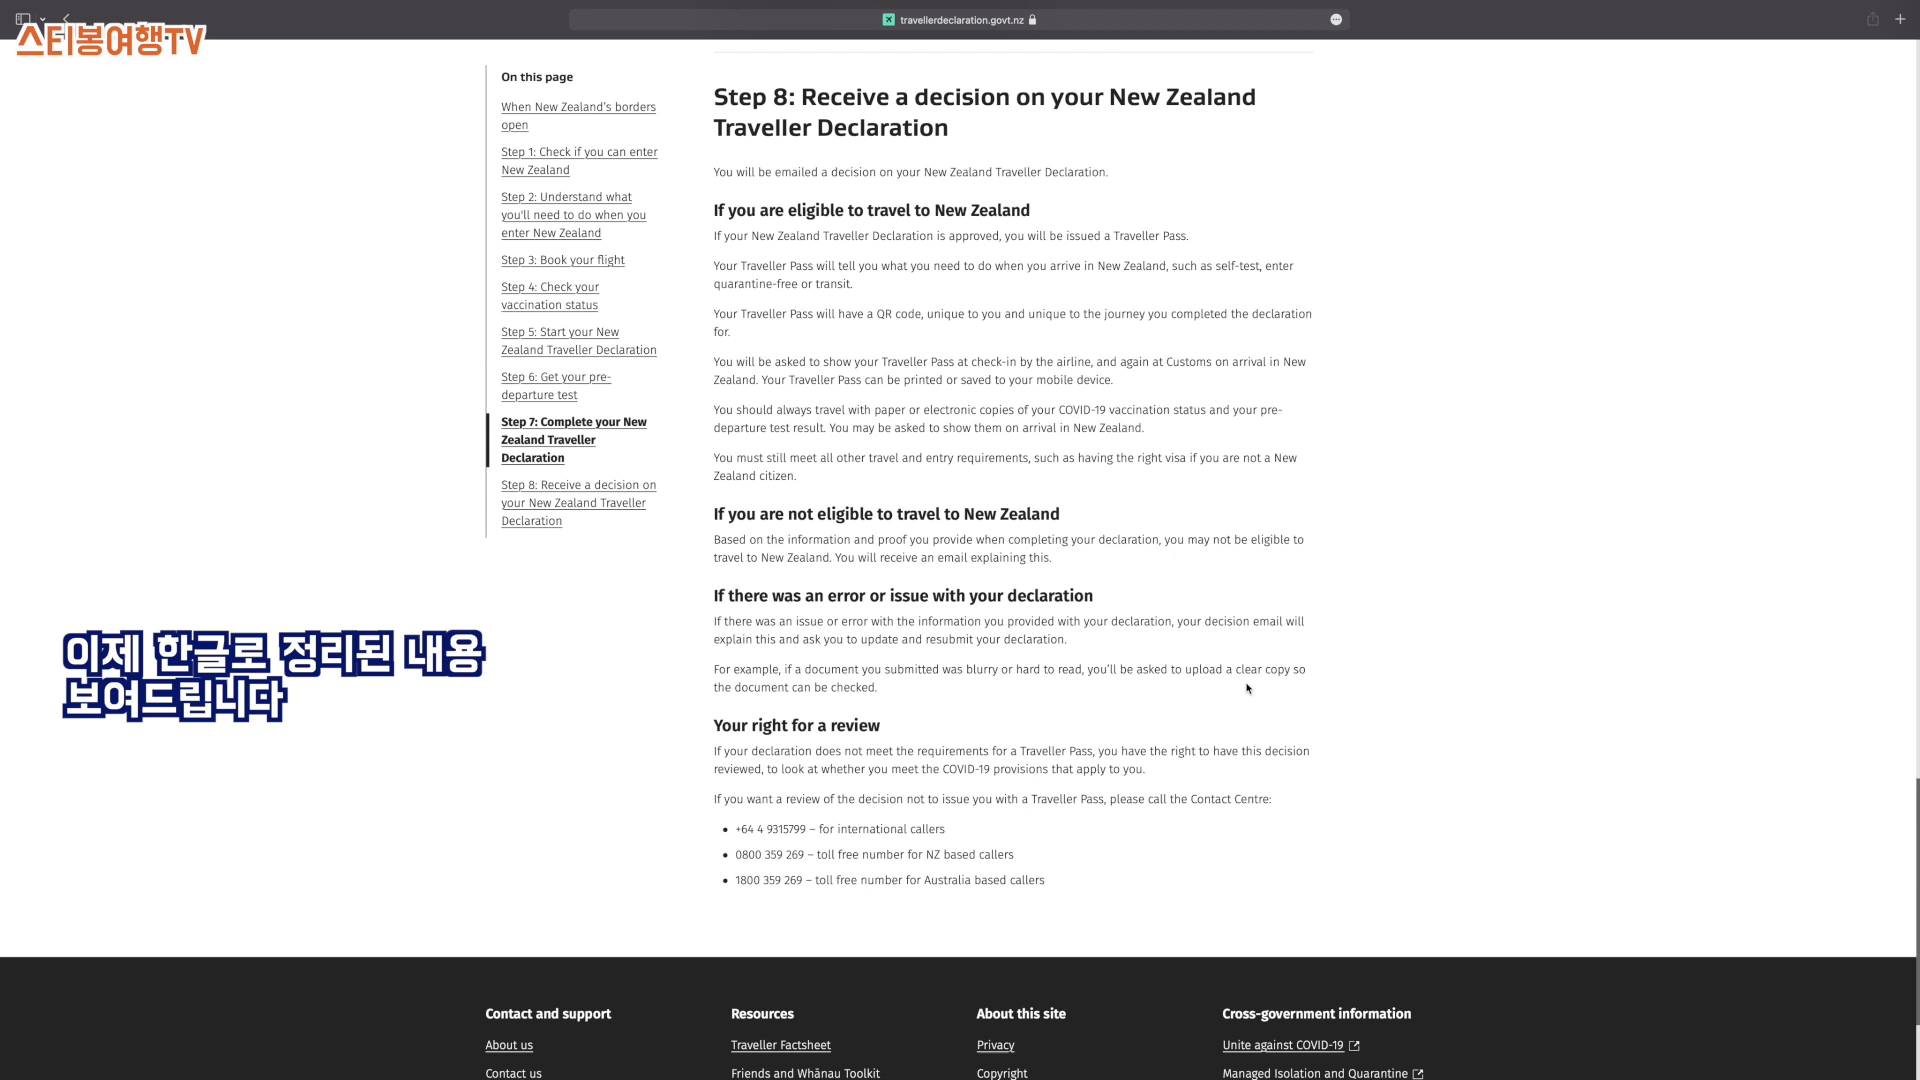 travellerdeclaration.govt.nz
스티봉여행TV
On this page
When New Zealand's borders
open
Step 1: Check if you can enter
New Zealand
Step 2: Understand what
you'll need to do when you
enter New Zealand
Step 3: Book your flight
Step 4: Check your
vaccination status
Step 5: Start your New
Zealand Traveller Declaration
Step 6: Get your pre-
departure test
Step 7: Complete your New
Zealand Traveller
Declaration
Step 8: Receive a decision on
your New Zealand Traveller
Declaration
이제 한글로 정리된 내용
보여드립니다
Step 8: Receive a decision on your New Zealand
Traveller Declaration
You will be emailed a decision on your New Zealand Traveller Declaration.
If you are eligible to travel to New Zealand
If your New Zealand Traveller Declaration is approved, you will be issued a Traveller Pass.
Your Traveller Pass will tell you what you need to do when you arrive in New Zealand, such as self-test, enter
quarantine-free or transit.
Your Traveller Pass will have a QR code, unique to you and unique to the journey you completed the declaration
for.
You will be asked to show your Traveller Pass at check-in by the airline, and again at Customs on arrival in New
Zealand. Your Traveller Pass can be printed or saved to your mobile device.
You should always travel with paper or electronic copies of your COVID-19 vaccination status and your pre-
departure test result. You may be asked to show them on arrival in New Zealand.
You must still meet all other travel and entry requirements, such as having the right visa if you are not a New
Zealand citizen.
If you are not eligible to travel to New Zealand
Based on the information and proof you provide when completing your declaration, you may not be eligible to
travel to New Zealand. You will receive an email explaining this.
If there was an error or issue with your declaration
If there was an issue or error with the information you provided with your declaration, your decision email will
explain this and ask you to update and resubmit your declaration.
For example, if a document you submitted was blurry or hard to read, you'll be asked to upload a clear copy so
the document can be checked.
Your right for a review
If your declaration does not meet the requirements for a Traveller Pass, you have the right to have this decision
reviewed, to look at whether you meet the COVID-19 provisions that apply to you.
If you want a review of the decision not to issue you with a Traveller Pass, please call the Contact Centre:
• +64 4 9315799 – for international callers
• 0800 359 269 – toll free number for NZ based callers
• 1800 359 269 – toll free number for Australia based callers
Contact and support
About us
Contact us
Resources
Traveller Factsheet
Friends and Whānau Toolkit
About this site
Privacy
Copyright
Cross-government information
Unite against COVID-19
Managed Isolation and Quarantine